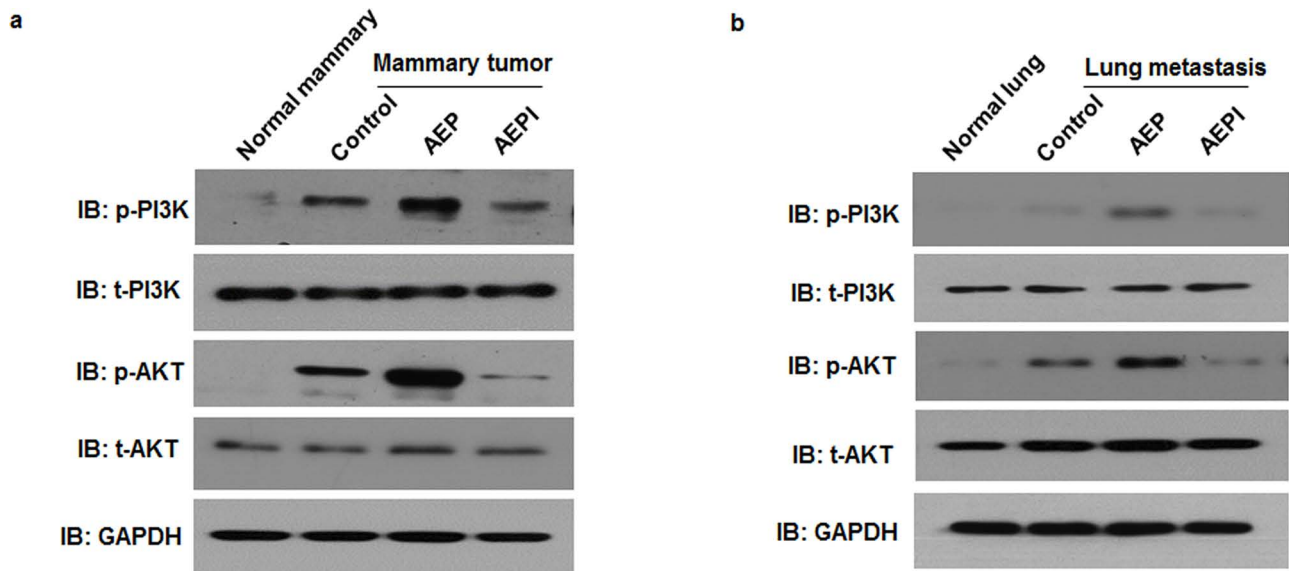 a
Normal mammary
Mammary tumor
Control
AEP
AEPI
IB: p-PI3K
IB: t-PI3K
IB: p-AKT
IB: t-AKT
IB: GAPDH
b
Normal lung
Lung metastasis
Control
AEP
AEPI
IB: p-PI3K
IB: t-PI3K
IB: p-AKT
IB: t-AKT
IB: GAPDH